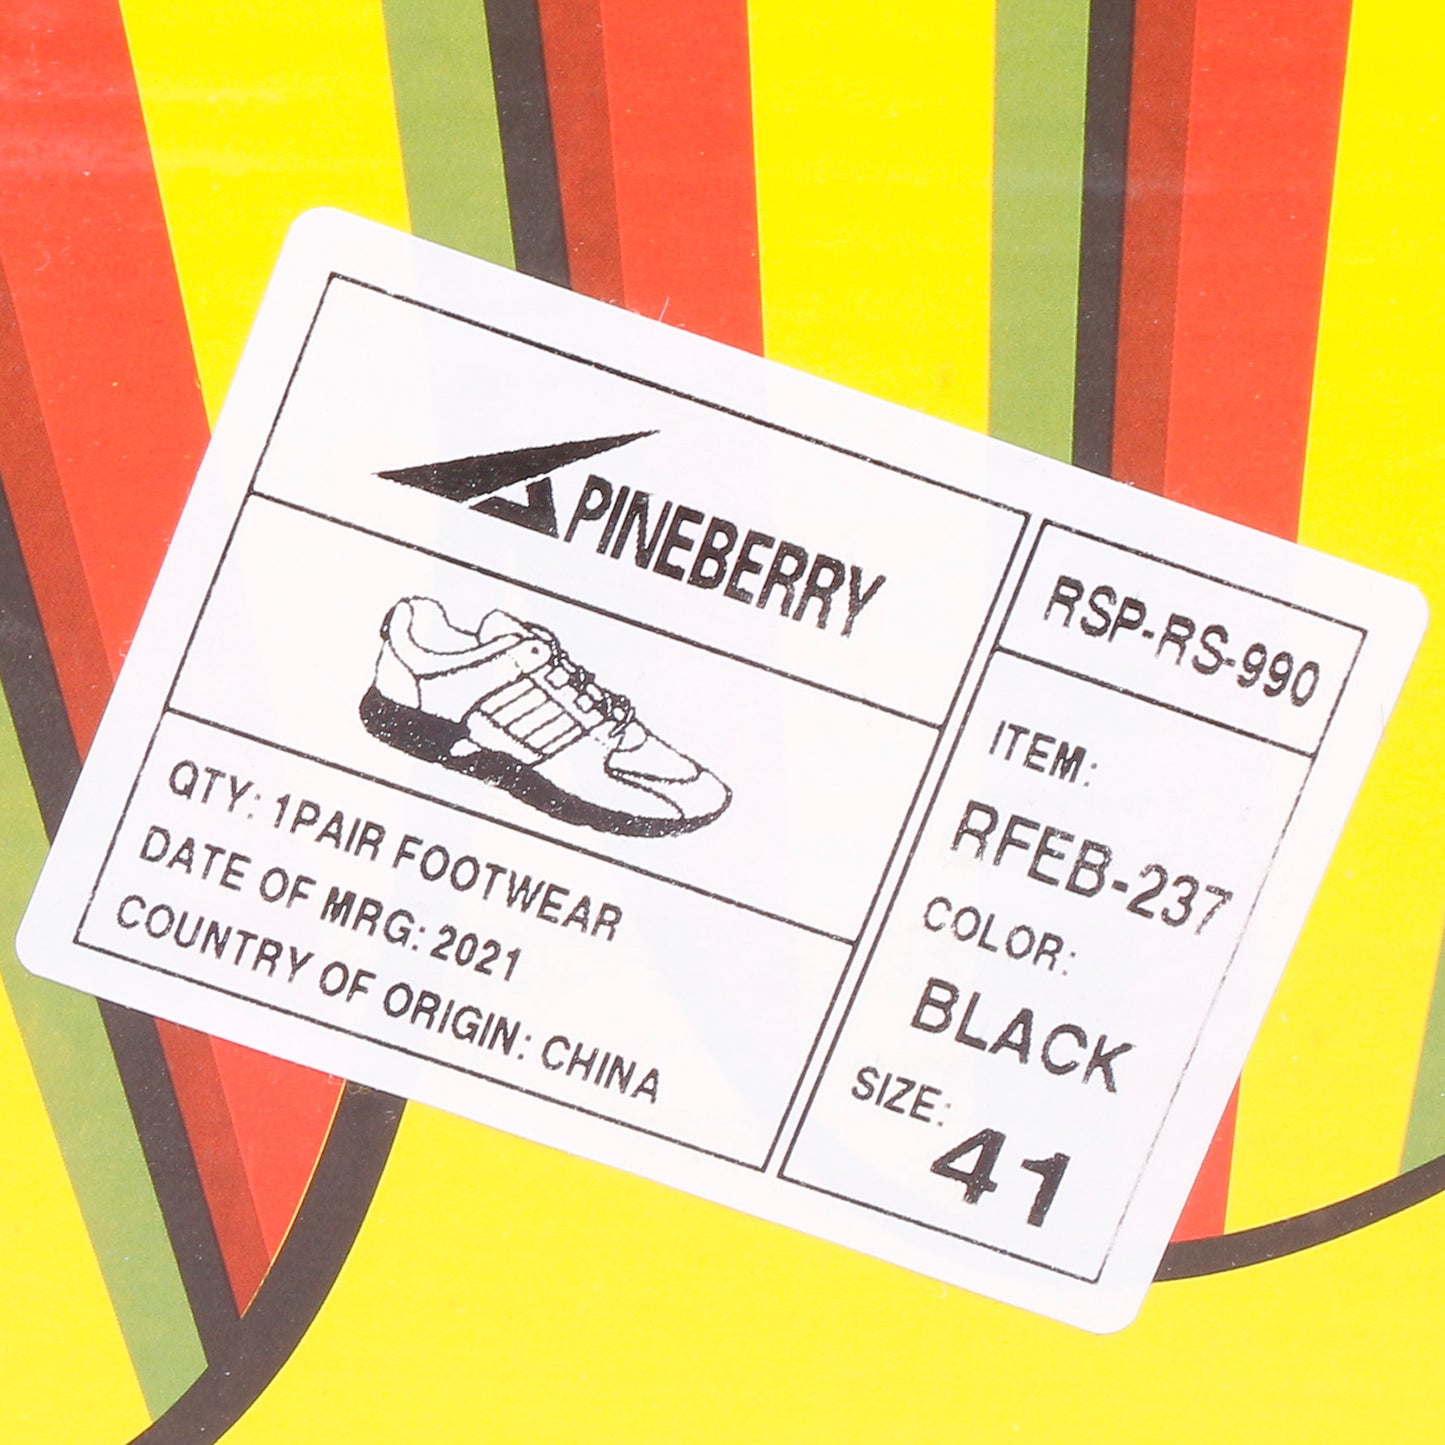 PINEBERRY
QTY: 1PAIR FOOTWEAR
DATE OF MRG: 2021
COUNTRY OF ORIGIN: CHINA
RSP-RS-990
ITEM:
RFEB-237
COLOR:
BLACK
SIZE:
41